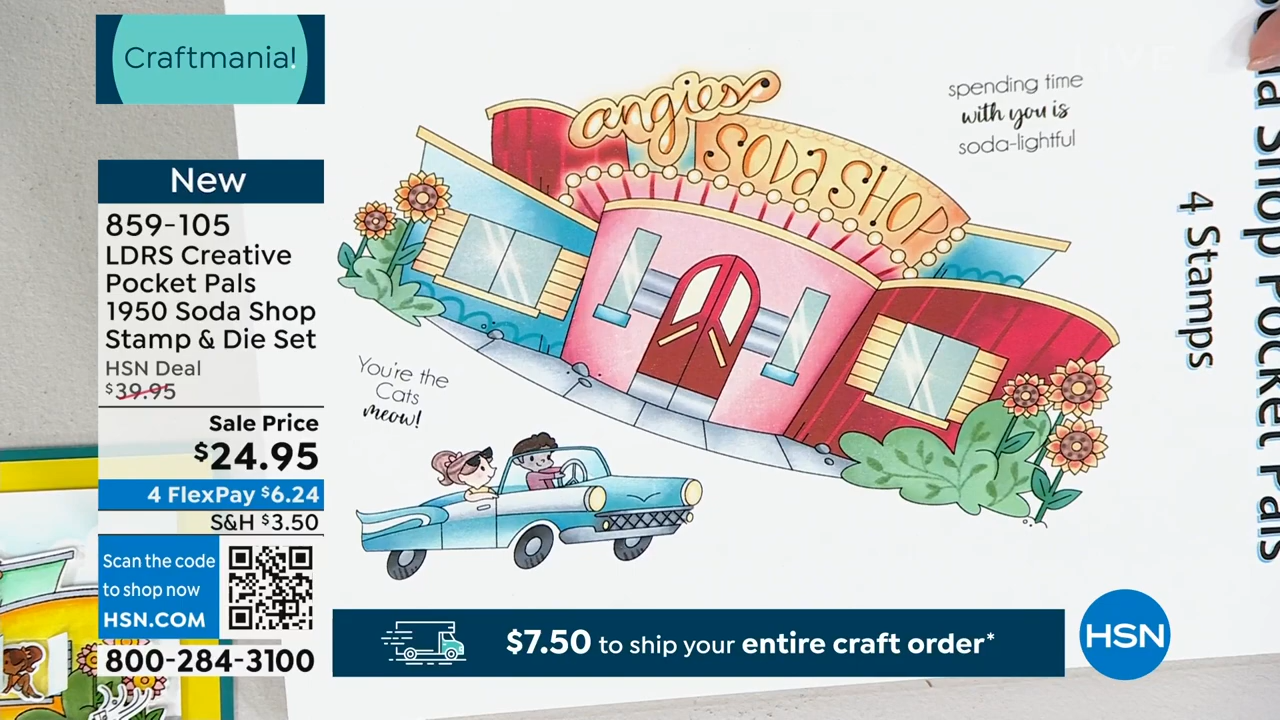 Craftmania!
New
859-105
LDRS Creative
Pocket Pals
1950 Soda Shop
Stamp & Die Set
HSN Deal
$39.95
Sale Price
$24.95
4 FlexPay $6.24
S&H $3.50
Scan the code
to shop now
HSN.COM
800-284-3100
angies
SODA SHOP
spending time
with you is
soda-lightful
You're the
Cats
meow!
LIVE
Shop Pocket Pals
4 Stamps
$7.50 to ship your entire craft order*
HSN